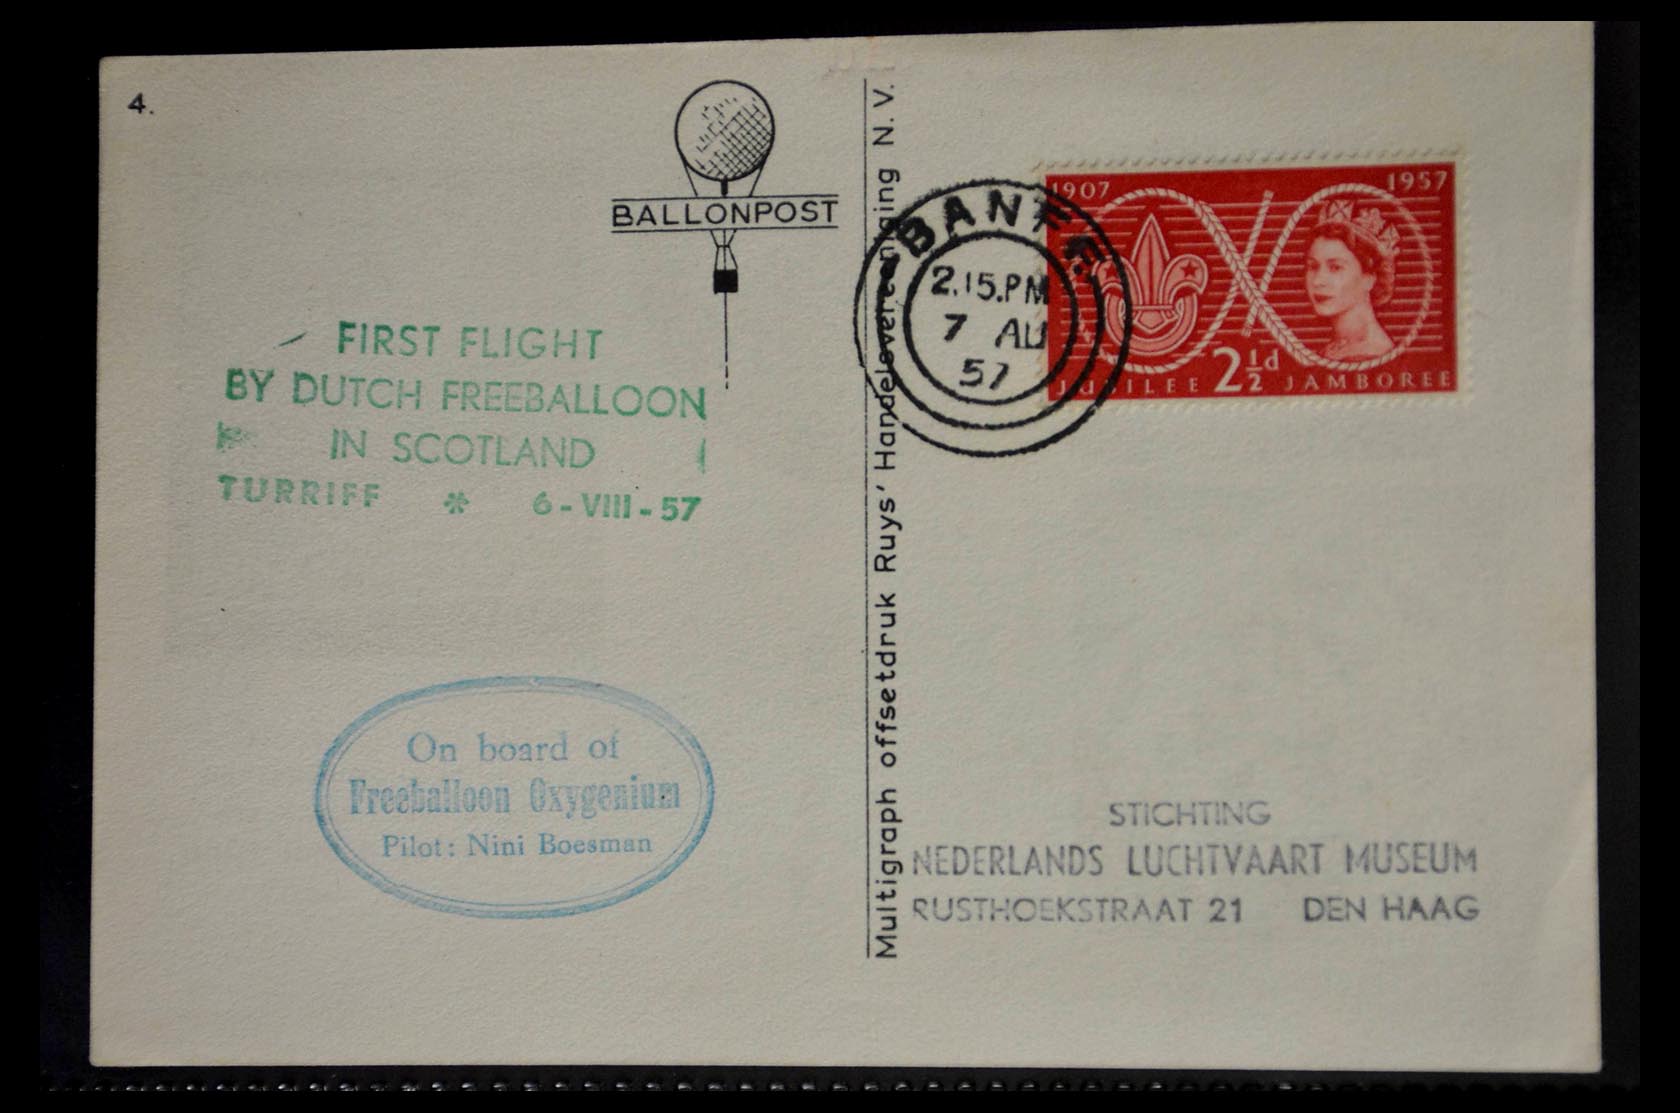 4.
BALLONPOST
FIRST FLIGHT
BY DUTCH FREEBALLOON
IN SCOTLAND
TURRIFF * 6-VIII-57
On board of
Freeballoon Oxygenium
Pilot: Nini Boesman
Multigraph offsetdruk Ruys' Handelsvereeniging N.V.
BANFF.
2.15.PM
7 AU
57
1907 1957
JUBILEE 2½d JAMBOREE
STICHTING
NEDERLANDS LUCHTVAART MUSEUM
RUSTHOEKSTRAAT 21 DEN HAAG